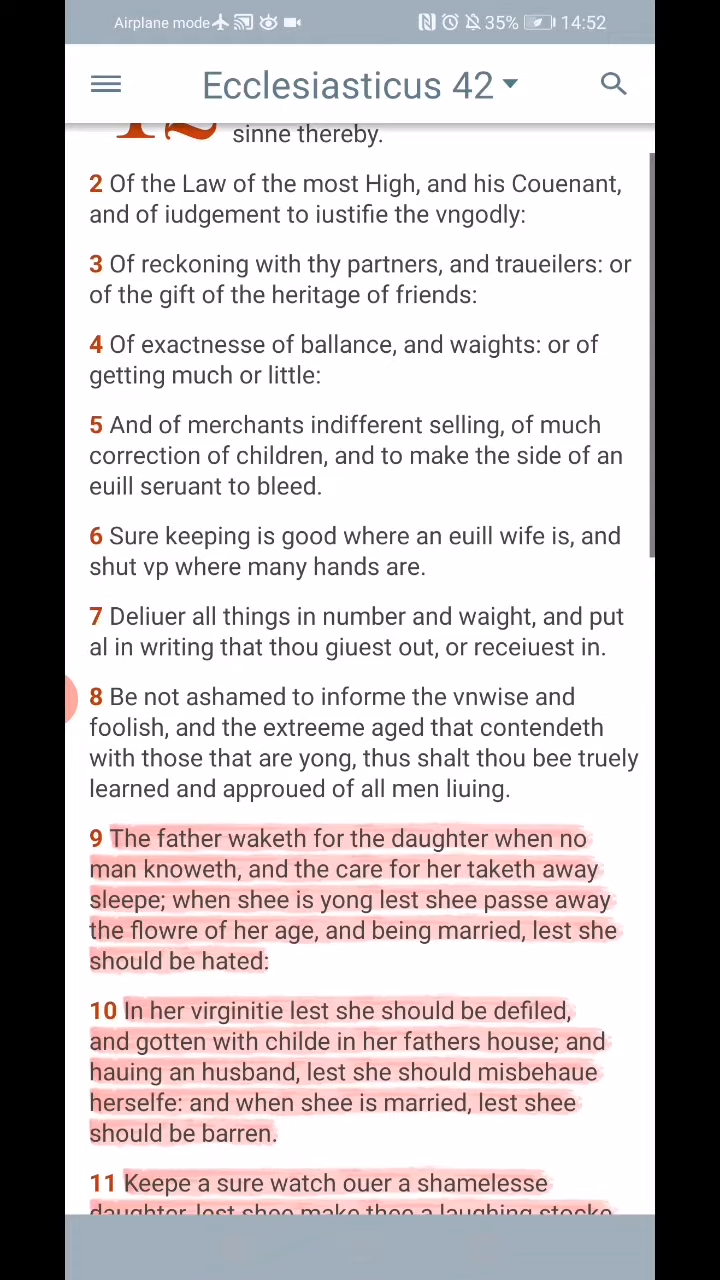 Airplane mode 35% 14:52
Ecclesiasticus 42
sinne thereby.
2 Of the Law of the most High, and his Couenant,
and of iudgement to iustifie the vngodly:
3 Of reckoning with thy partners, and traueilers: or
of the gift of the heritage of friends:
4 Of exactnesse of ballance, and waights: or of
getting much or little:
5 And of merchants indifferent selling, of much
correction of children, and to make the side of an
euill seruant to bleed.
6 Sure keeping is good where an euill wife is, and
shut vp where many hands are.
7 Deliuer all things in number and waight, and put
al in writing that thou giuest out, or receiuest in.
8 Be not ashamed to informe the vnwise and
foolish, and the extreeme aged that contendeth
with those that are yong, thus shalt thou bee truely
learned and approued of all men liuing.
9 The father waketh for the daughter when no
man knoweth, and the care for her taketh away
sleepe; when shee is yong lest shee passe away
the flowre of her age, and being married, lest she
should be hated:
10 In her virginitie lest she should be defiled,
and gotten with childe in her fathers house; and
hauing an husband, lest she should misbehaue
herselfe: and when shee is married, lest shee
should be barren.
11 Keepe a sure watch ouer a shamelesse
daughter, lest shee make thee a laughing stocke